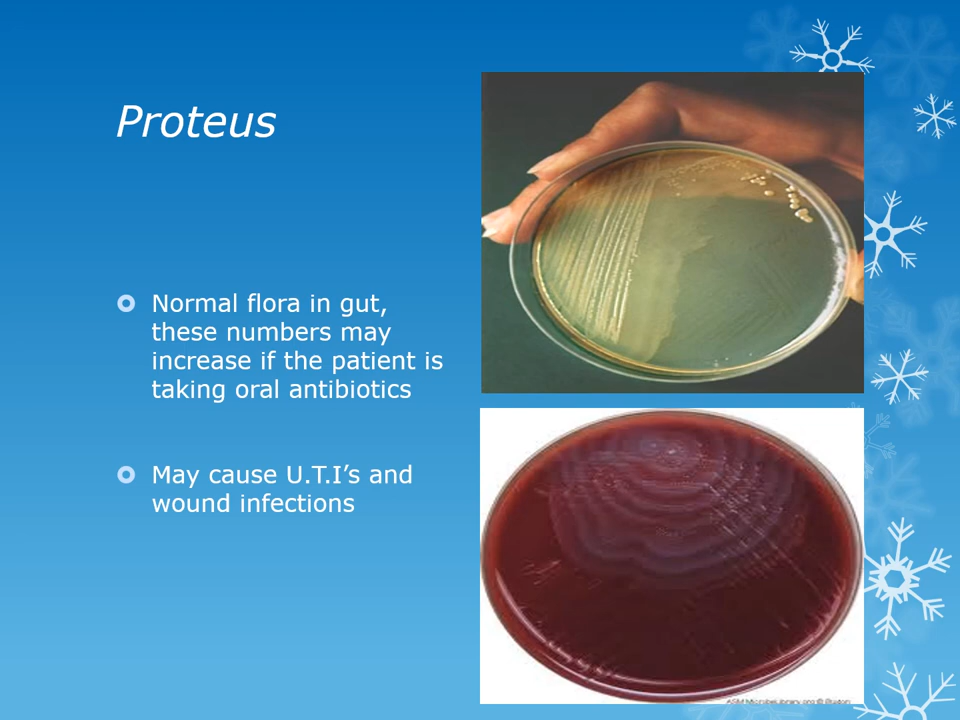 Proteus
Normal flora in gut,
these numbers may
increase if the patient is
taking oral antibiotics
May cause U.T.I’s and
wound infections